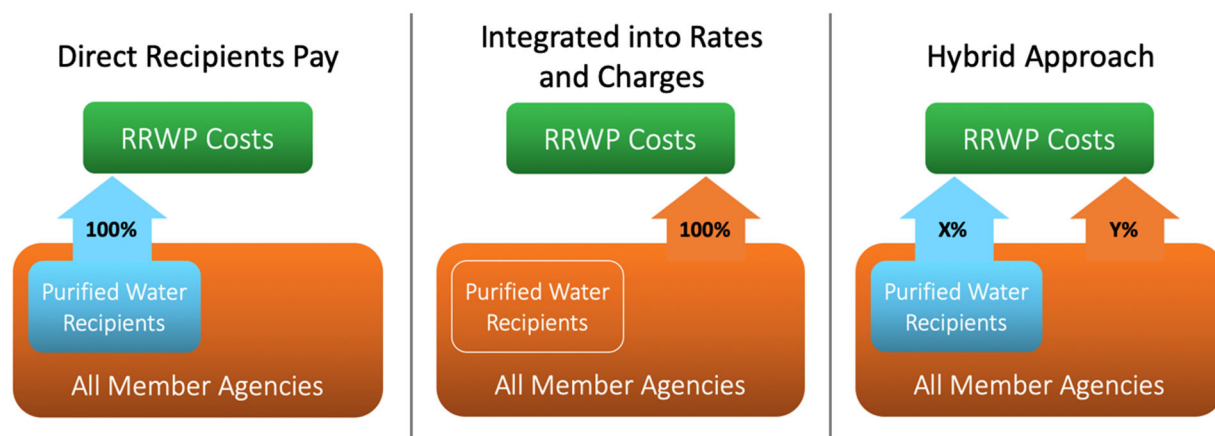 Direct Recipients Pay
RRWP Costs
100%
Purified Water
Recipients
All Member Agencies
Integrated into Rates
and Charges
RRWP Costs
100%
Purified Water
Recipients
All Member Agencies
Hybrid Approach
RRWP Costs
X%
Y%
Purified Water
Recipients
All Member Agencies